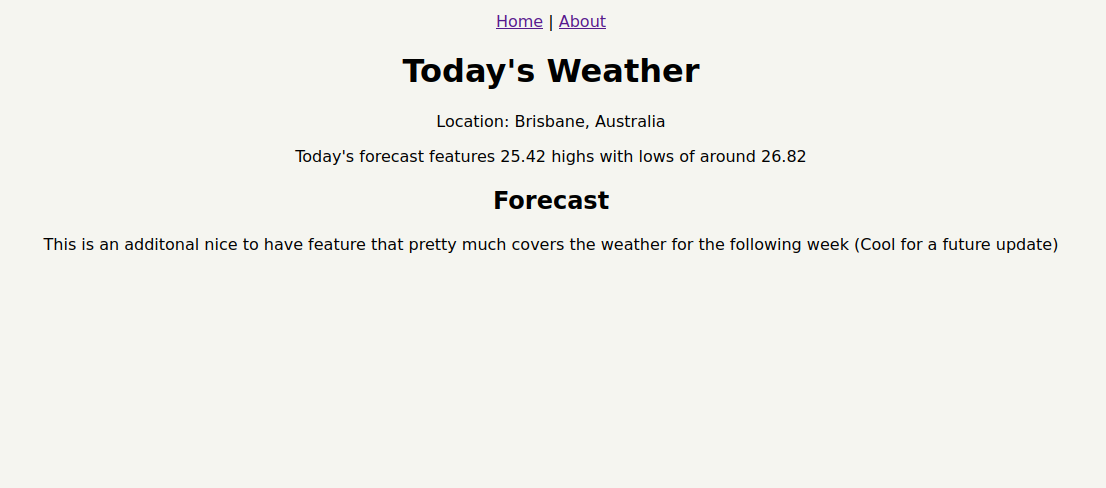 Home | About
Today's Weather
Location: Brisbane, Australia
Today's forecast features 25.42 highs with lows of around 26.82
Forecast
This is an additonal nice to have feature that pretty much covers the weather for the following week (Cool for a future update)